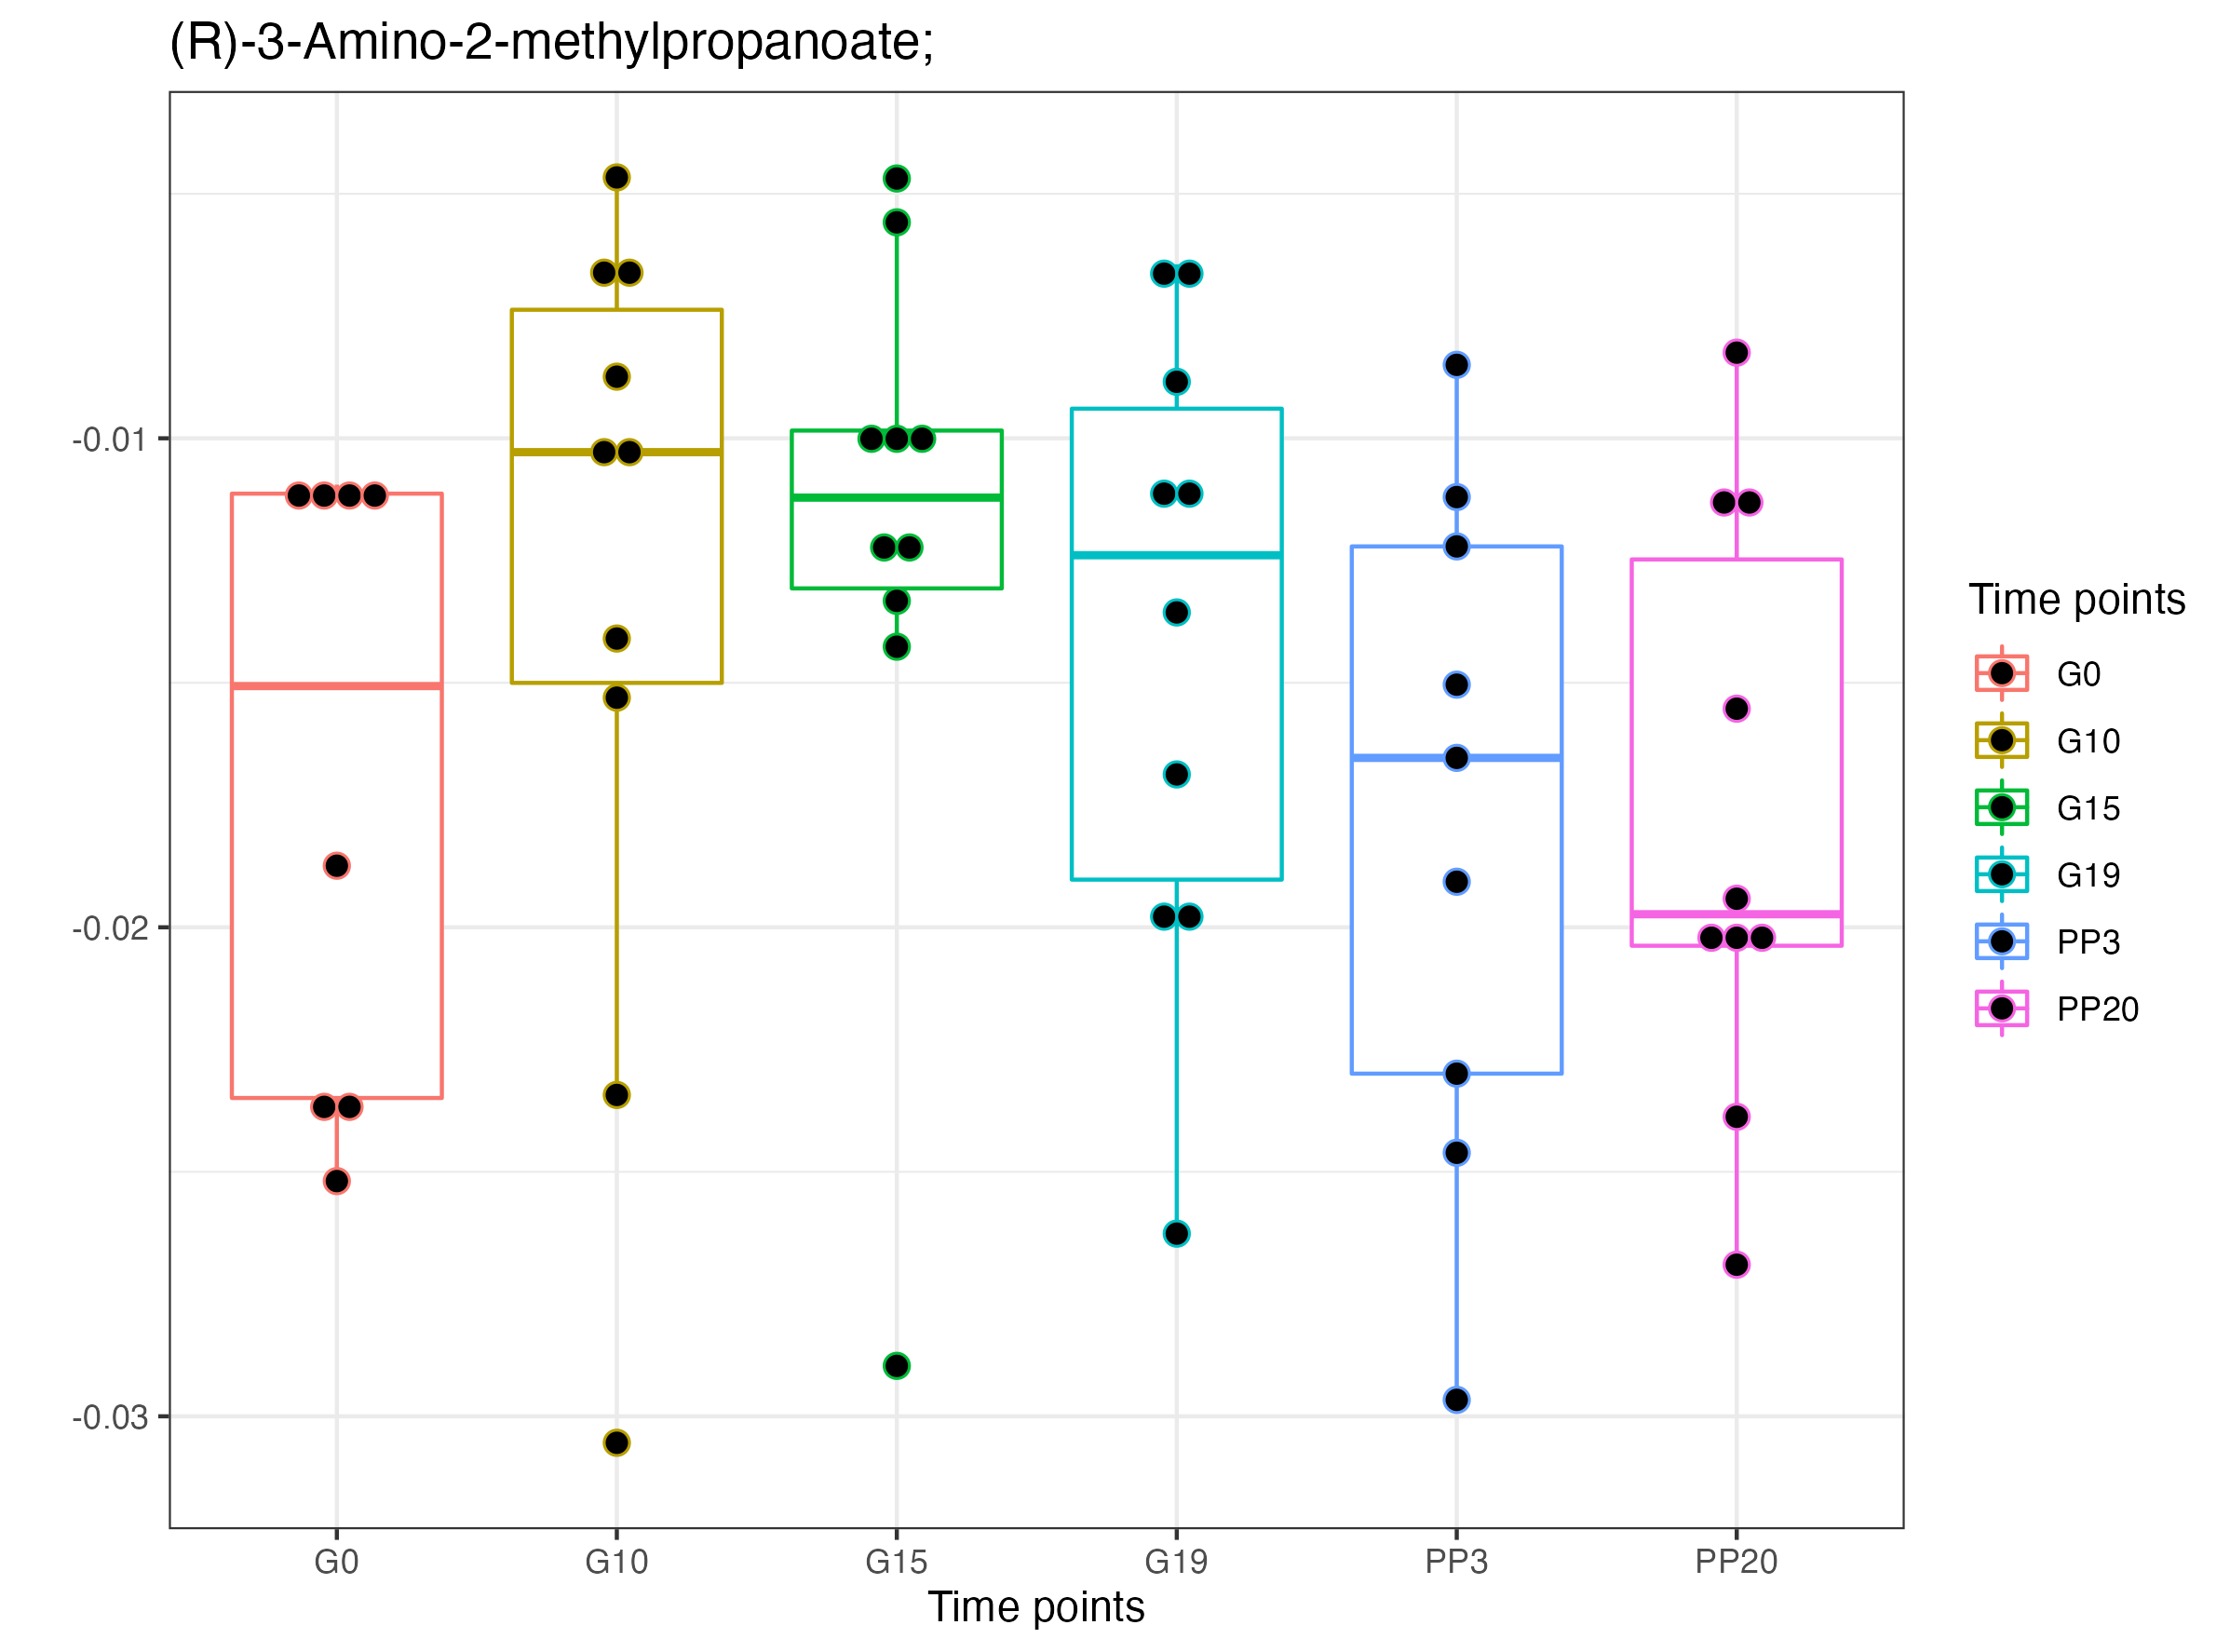 (R)-3-Amino-2-methylpropanoate;
-0.01
-0.02
-0.03
G0 G10 G15 G19 PP3 PP20
Time points
Time points
G0
G10
G15
G19
PP3
PP20